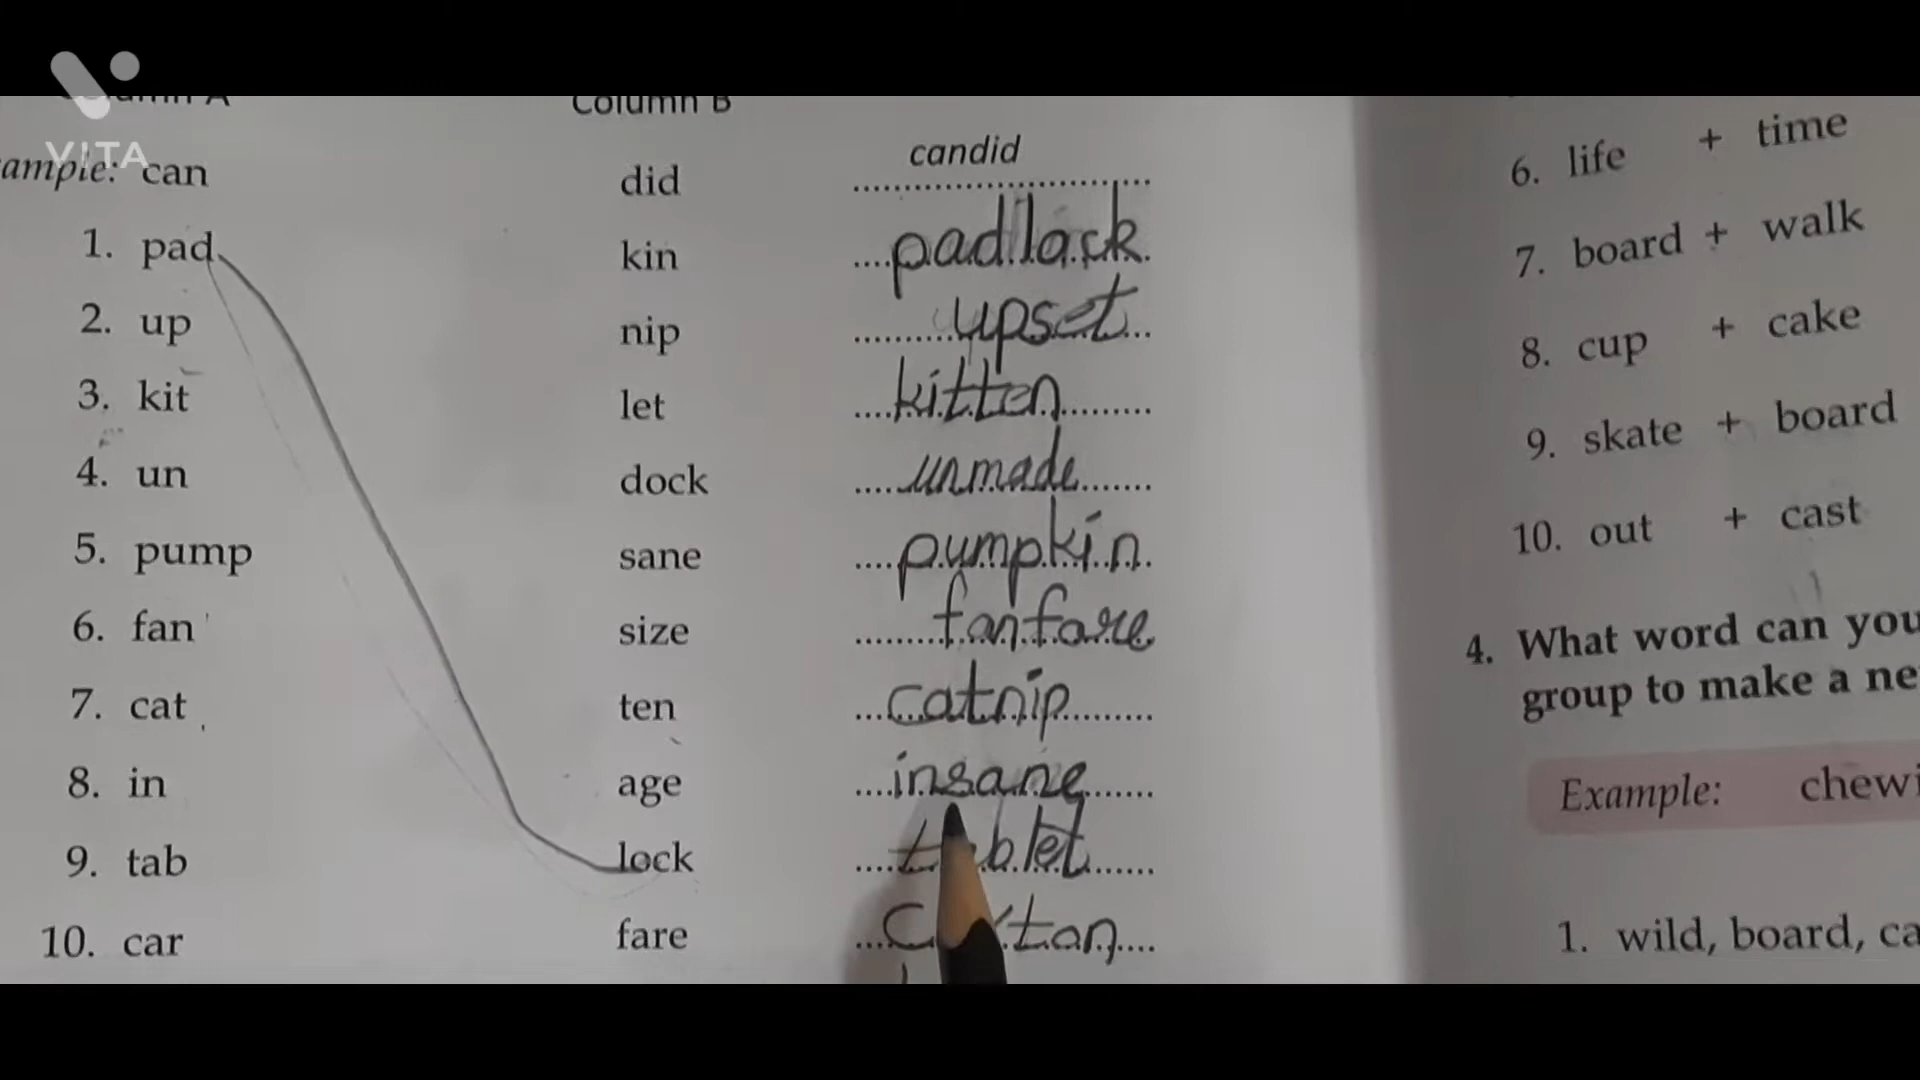 VITA
Column A Column B
ample: can did candid
1. pad kin padlock
2. up nip upset
3. kit let kitten
4. un dock unmade
5. pump sane pumpkin
6. fan size fanfare
7. cat ten catnip
8. in age insane
9. tab lock tablet
10. car fare
6. life + time
7. board + walk
8. cup + cake
9. skate + board
10. out + cast
4. What word can you
group to make a ne
Example: chewi
1. wild, board, ca